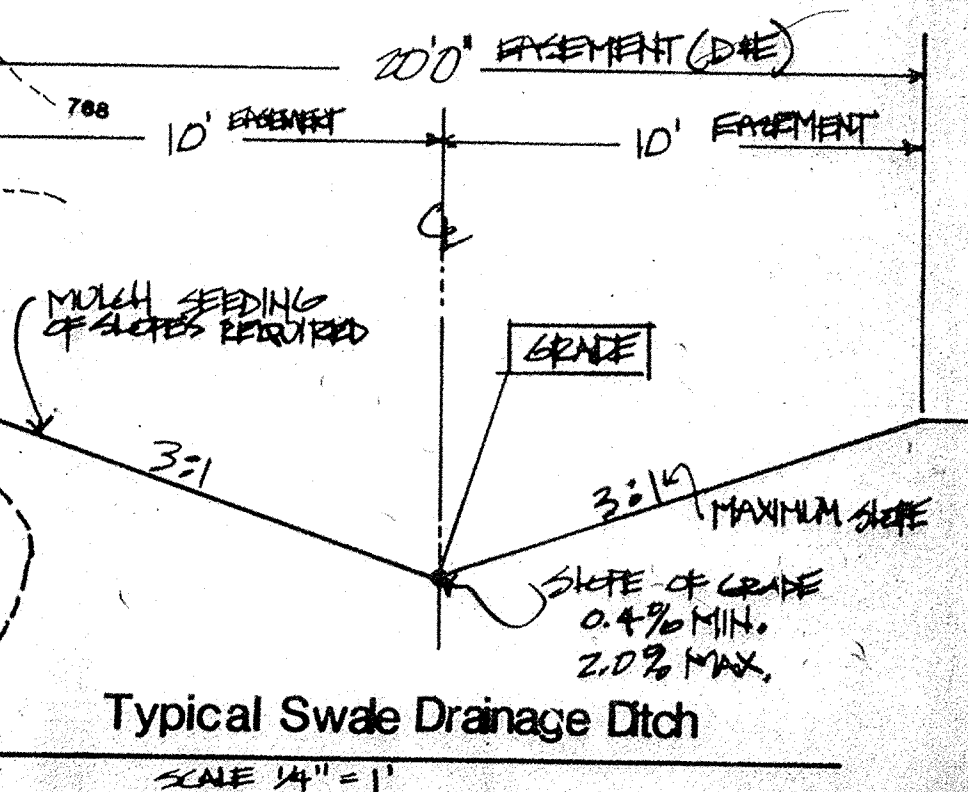 20'0" EASEMENT (D&E)
768
10' EASEMENT
10' EASEMENT
CL
MULCH SEEDING
OF SLOPES REQUIRED
GRADE
3:1
3:1
MAXIMUM SLOPE
SLOPE OF GRADE
0.4% MIN.
2.0% MAX.
Typical Swale Drainage Ditch
SCALE 1/4" = 1'